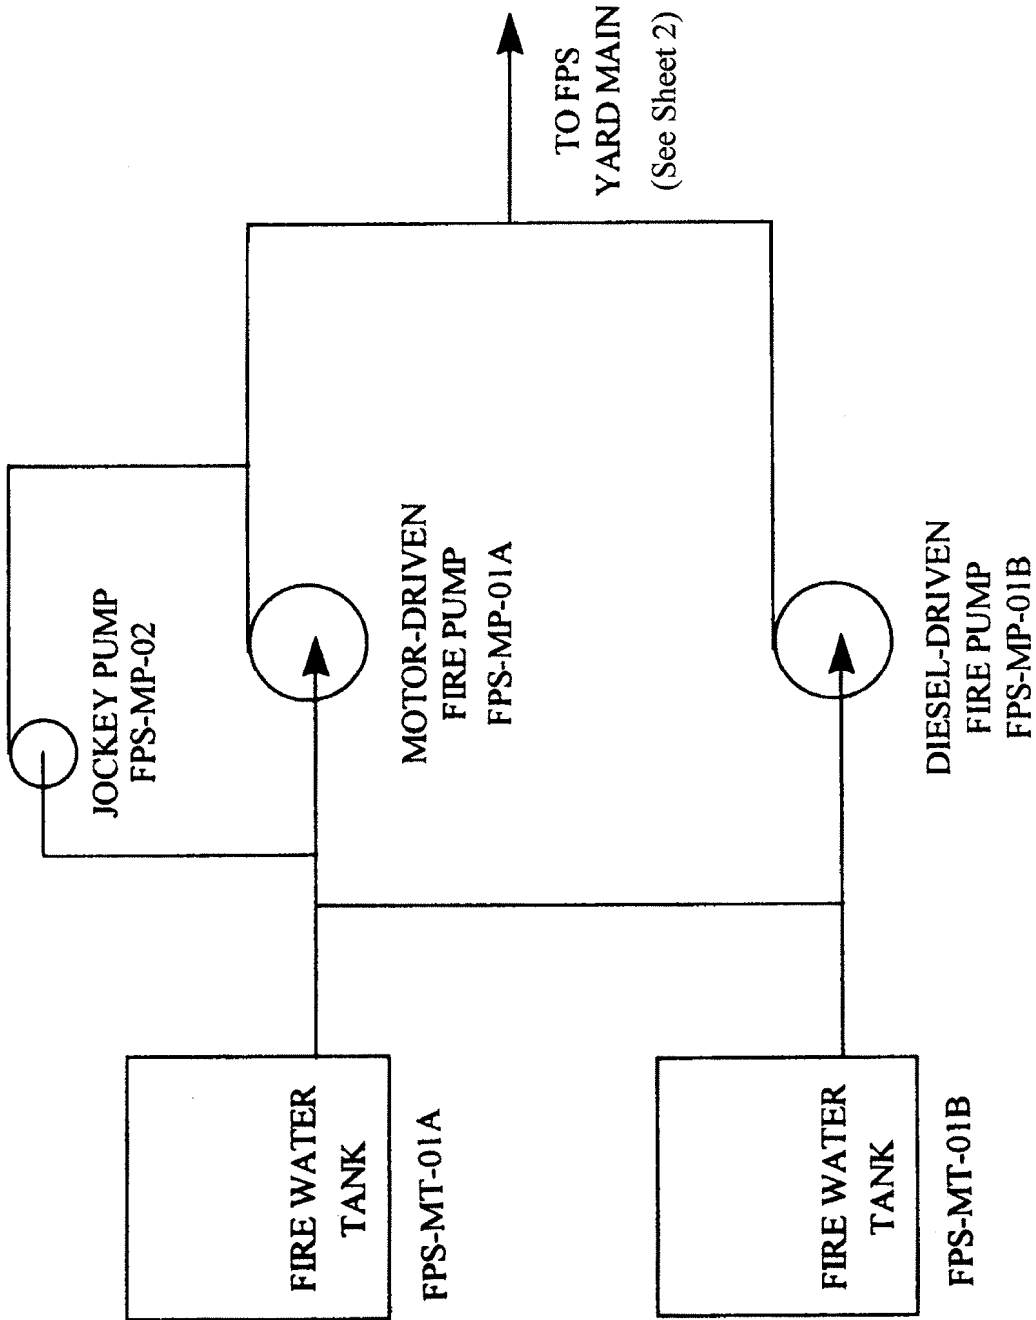 FIRE WATER
TANK
FPS-MT-01A
FIRE WATER
TANK
FPS-MT-01B
JOCKEY PUMP
FPS-MP-02
MOTOR-DRIVEN
FIRE PUMP
FPS-MP-01A
DIESEL-DRIVEN
FIRE PUMP
FPS-MP-01B
TO FPS
YARD MAIN
(See Sheet 2)